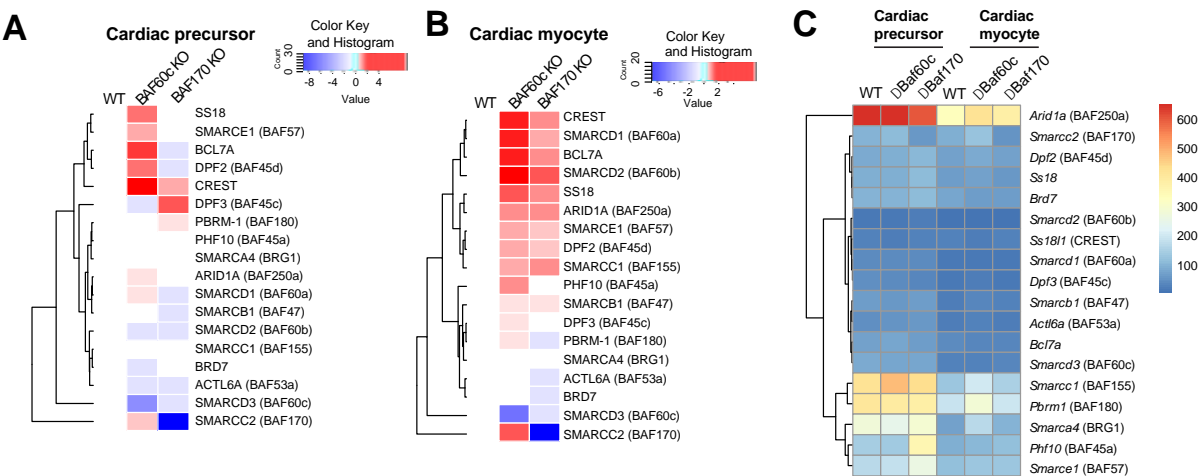 A
Cardiac precursor
Color Key
and Histogram
Count
0 30
-8 -4 0 4
Value
WT
BAF60c KO
BAF170 KO
SS18
SMARCE1 (BAF57)
BCL7A
DPF2 (BAF45d)
CREST
DPF3 (BAF45c)
PBRM-1 (BAF180)
PHF10 (BAF45a)
SMARCA4 (BRG1)
ARID1A (BAF250a)
SMARCD1 (BAF60a)
SMARCB1 (BAF47)
SMARCD2 (BAF60b)
SMARCC1 (BAF155)
BRD7
ACTL6A (BAF53a)
SMARCD3 (BAF60c)
SMARCC2 (BAF170)
B
Cardiac myocyte
Color Key
and Histogram
Count
0 20
-6 -2 2
Value
WT
BAF60c KO
BAF170 KO
CREST
SMARCD1 (BAF60a)
BCL7A
SMARCD2 (BAF60b)
SS18
ARID1A (BAF250a)
SMARCE1 (BAF57)
DPF2 (BAF45d)
SMARCC1 (BAF155)
PHF10 (BAF45a)
SMARCB1 (BAF47)
DPF3 (BAF45c)
PBRM-1 (BAF180)
SMARCA4 (BRG1)
ACTL6A (BAF53a)
BRD7
SMARCD3 (BAF60c)
SMARCC2 (BAF170)
C
Cardiac
precursor
Cardiac
myocyte
WT
DBaf60c
DBaf170
WT
DBaf60c
DBaf170
Arid1a (BAF250a)
Smarcc2 (BAF170)
Dpf2 (BAF45d)
Ss18
Brd7
Smarcd2 (BAF60b)
Ss18l1 (CREST)
Smarcd1 (BAF60a)
Dpf3 (BAF45c)
Smarcb1 (BAF47)
Actl6a (BAF53a)
Bcl7a
Smarcd3 (BAF60c)
Smarcc1 (BAF155)
Pbrm1 (BAF180)
Smarca4 (BRG1)
Phf10 (BAF45a)
Smarce1 (BAF57)
600
500
400
300
200
100